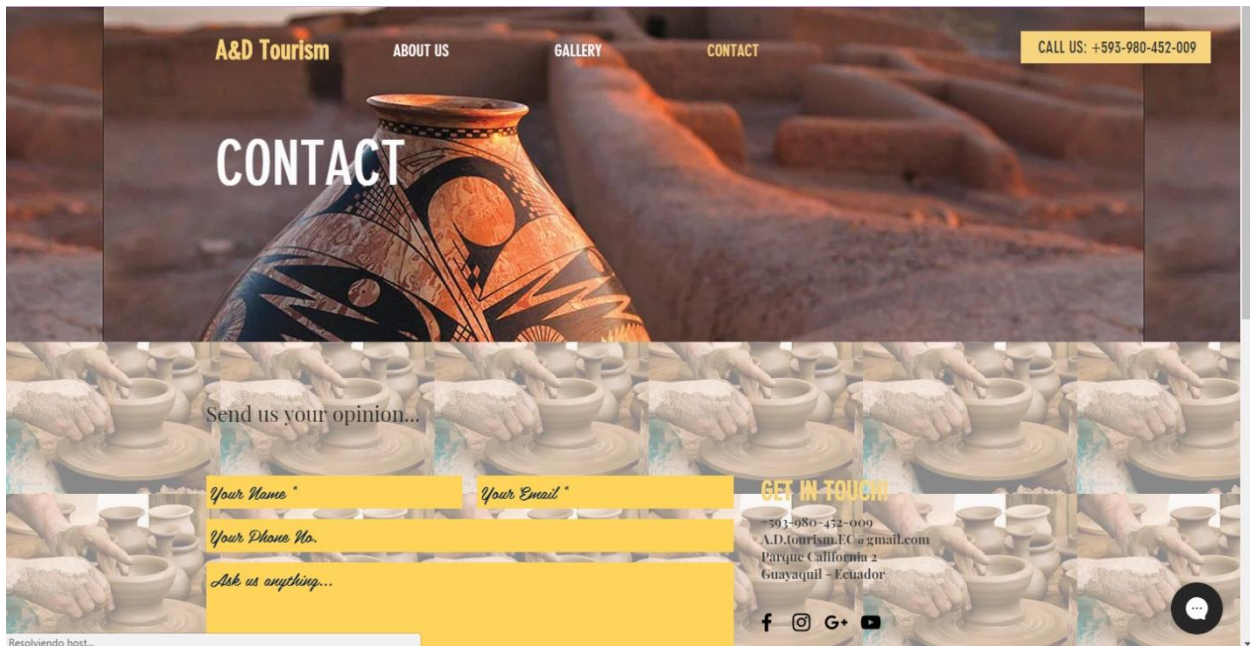 A&D Tourism
ABOUT US
GALLERY
CONTACT
CALL US: +593-980-452-009
CONTACT
Send us your opinion...
Your Name *
Your Email *
Your Phone No.
Ask us anything...
GET IN TOUCH!
+593-980-452-009
A.D.tourism.EC@gmail.com
Parque California 2
Guayaquil - Ecuador
Resolviendo host...